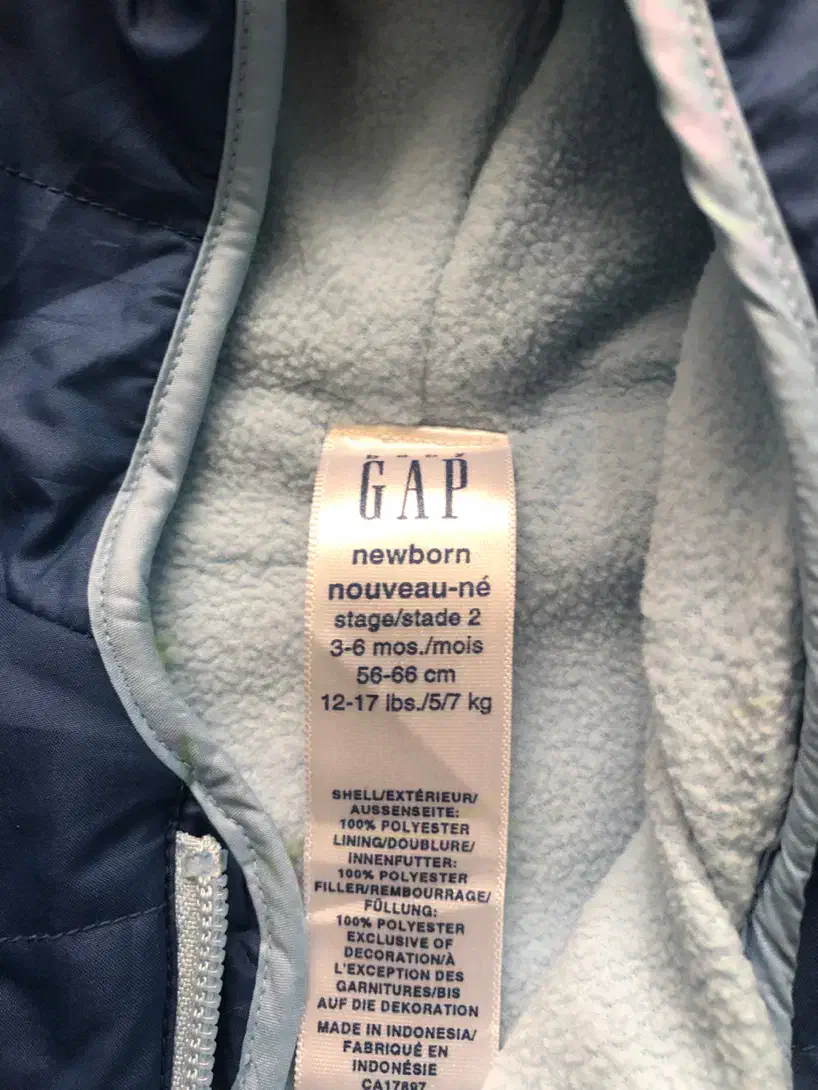 GAP
newborn
nouveau-né
stage/stade 2
3-6 mos./mois
56-66 cm
12-17 lbs./5/7 kg
SHELL/EXTÉRIEUR/
AUSSENSEITE:
100% POLYESTER
LINING/DOUBLURE/
INNENFUTTER:
100% POLYESTER
FILLER/REMBOURRAGE/
FÜLLUNG:
100% POLYESTER
EXCLUSIVE OF
DECORATION/À
L'EXCEPTION DES
GARNITURES/BIS
AUF DIE DEKORATION
MADE IN INDONESIA/
FABRIQUÉ EN
INDONÉSIE
CA17897